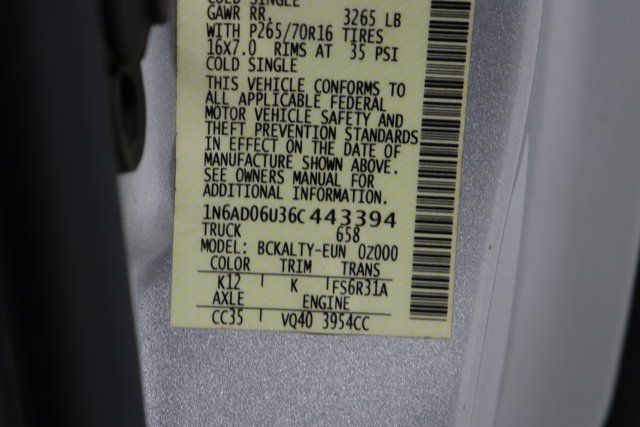 COLD SINGLE
GAWR RR. 3265 LB
WITH P265/70R16 TIRES
16X7.0 RIMS AT 35 PSI
COLD SINGLE
THIS VEHICLE CONFORMS TO
ALL APPLICABLE FEDERAL
MOTOR VEHICLE SAFETY AND
THEFT PREVENTION STANDARDS
IN EFFECT ON THE DATE OF
MANUFACTURE SHOWN ABOVE.
SEE OWNERS MANUAL FOR
ADDITIONAL INFORMATION.
1N6AD06U36C443394
TRUCK 658
MODEL: BCKALTY-EUN 0Z000
COLOR TRIM TRANS
K12 K FS6R31A
AXLE ENGINE
CC35 VQ40 3954CC